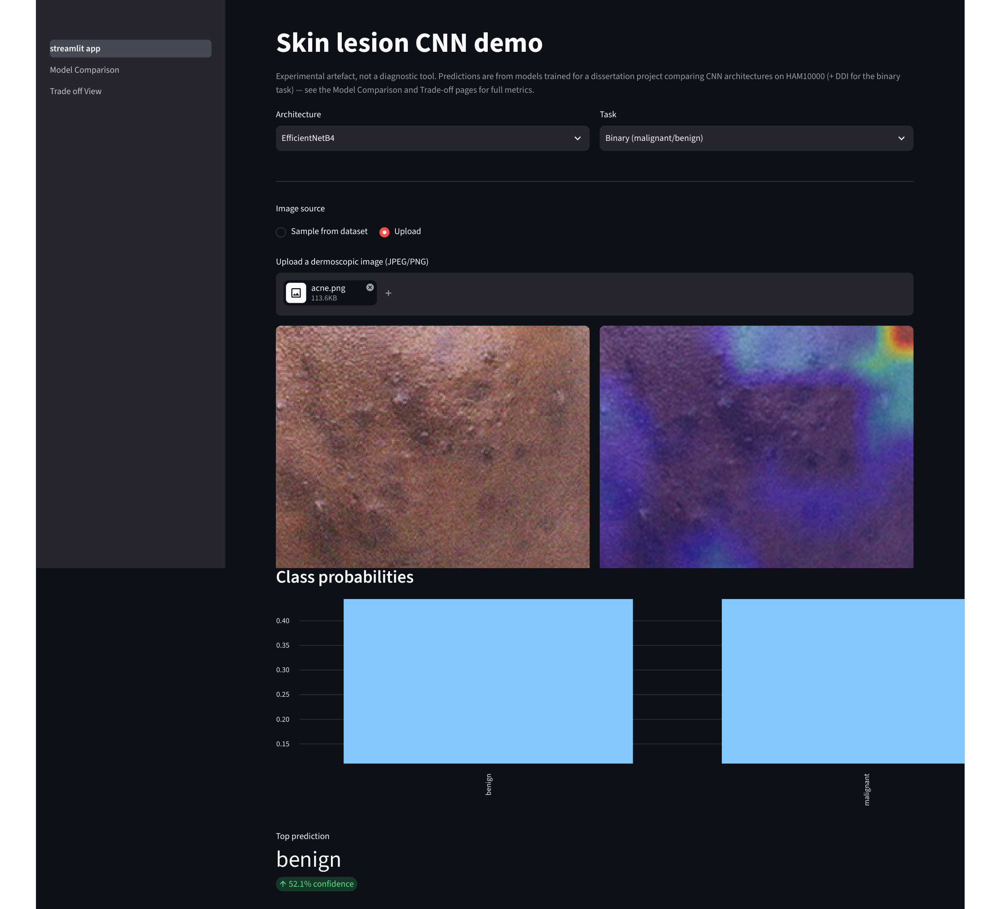 streamlit app
Model Comparison
Trade off View
Skin lesion CNN demo
Experimental artefact, not a diagnostic tool. Predictions are from models trained for a dissertation project comparing CNN architectures on HAM10000 (+ DDI for the binary
task) — see the Model Comparison and Trade-off pages for full metrics.
Architecture
Task
EfficientNetB4
Binary (malignant/benign)
Image source
Sample from dataset
Upload
Upload a dermoscopic image (JPEG/PNG)
acne.png
113.6KB
Class probabilities
0.40
0.35
0.30
0.25
0.20
0.15
benign
malignant
Top prediction
benign
↑ 52.1% confidence